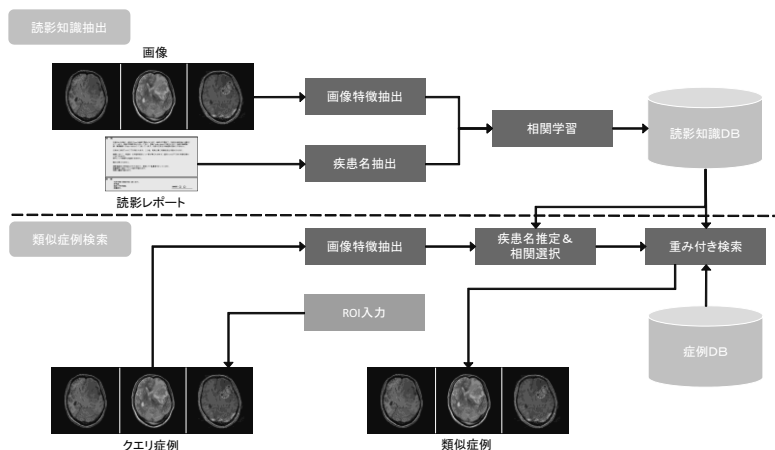 読影知識抽出
画像
画像特徴抽出
相関学習
読影知識DB
疾患名抽出
読影レポート
類似症例検索
画像特徴抽出
疾患名推定&
相関選択
重み付き検索
ROI入力
症例DB
クエリ症例
類似症例